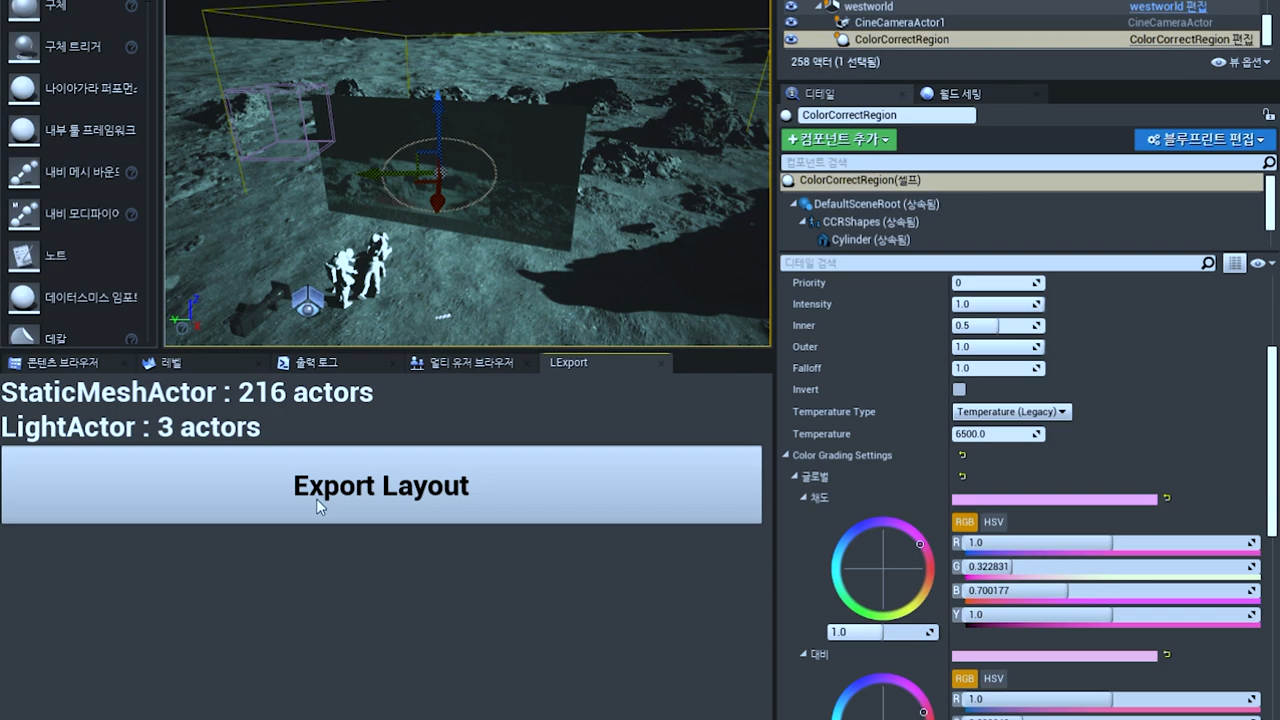 구체
구체 트리거
나이아가라 퍼포먼스
내부 툴 프레임워크
내비 메시 바운드
내비 모디파이어
노트
데이터스미스 임포트
데칼
westworld
westworld 편집
CineCameraActor1
CineCameraActor
ColorCorrectRegion
ColorCorrectRegion 편집
258 액터 (1 선택됨)
뷰 옵션
디테일
월드 세팅
ColorCorrectRegion
+컴포넌트 추가
블루프린트 편집
컴포넌트 검색
ColorCorrectRegion(셀프)
DefaultSceneRoot (상속됨)
CCRShapes (상속됨)
Cylinder (상속됨)
디테일 검색
Priority
0
Intensity
1.0
Inner
0.5
Outer
1.0
Falloff
1.0
Invert
Temperature Type
Temperature (Legacy)
Temperature
6500.0
Color Grading Settings
글로벌
채도
RGB
HSV
R
1.0
G
0.322831
B
0.700177
Y
1.0
1.0
대비
RGB
HSV
R
1.0
콘텐츠 브라우저
레벨
출력 로그
멀티 유저 브라우저
LExport
StaticMeshActor : 216 actors
LightActor : 3 actors
Export Layout